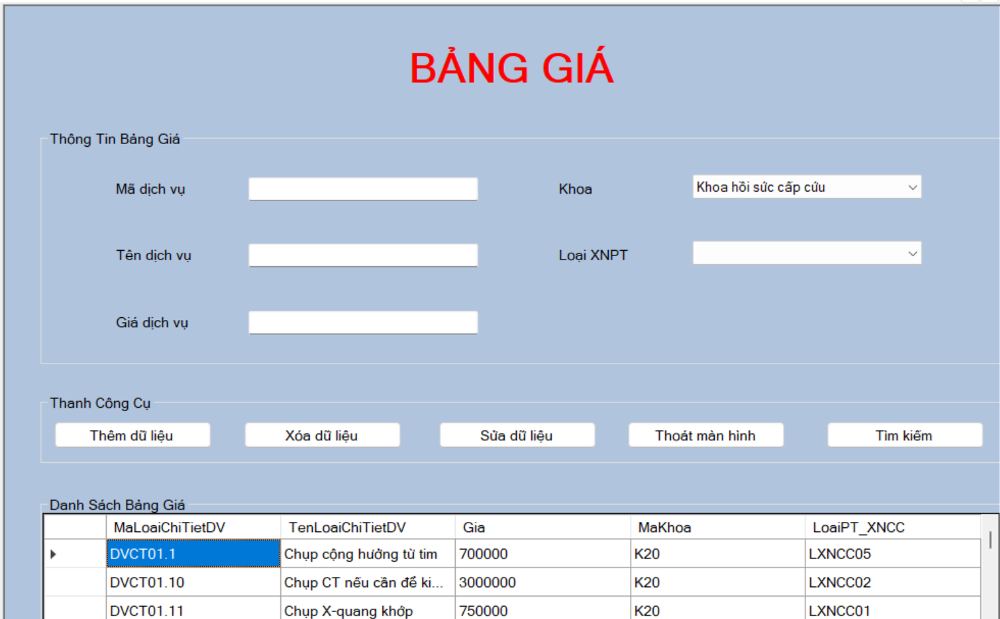 BẢNG GIÁ
Thông Tin Bảng Giá
Mã dịch vụ
Khoa
Khoa hồi sức cấp cứu
Tên dịch vụ
Loại XNPT
Giá dịch vụ
Thanh Công Cụ
Thêm dữ liệu Xóa dữ liệu Sửa dữ liệu Thoát màn hình Tìm kiếm
Danh Sách Bảng Giá
MaLoaiChiTietDV TenLoaiChiTietDV Gia MaKhoa LoaiPT_XNCC
DVCT01.1 Chụp cộng hưởng từ tim 700000 K20 LXNCC05
DVCT01.10 Chụp CT nếu cần để ki... 3000000 K20 LXNCC02
DVCT01.11 Chụp X-quang khớp 750000 K20 LXNCC01